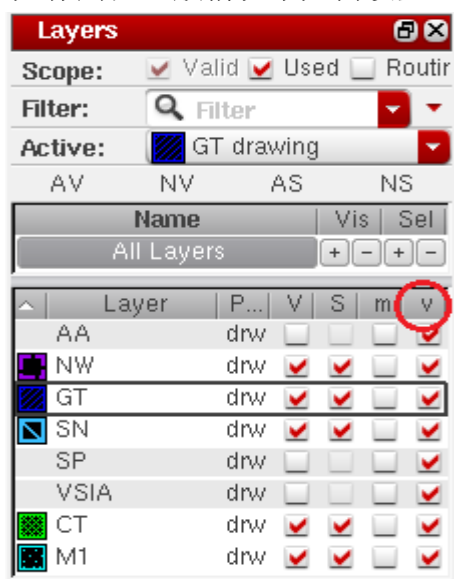 Layers
Scope: Valid Used Routir
Filter: Filter
Active: GT drawing
AV NV AS NS
Name Vis Sel
All Layers + - + -
Layer P... V S m v
AA drw
NW drw
GT drw
SN drw
SP drw
VSIA drw
CT drw
M1 drw